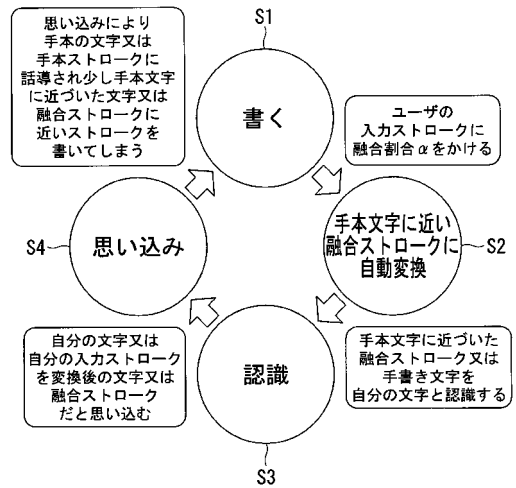 思い込みにより
手本の文字又は
手本ストロークに
話導され少し手本文字
に近づいた文字又は
融合ストロークに
近いストロークを
書いてしまう
S1
書く
ユーザの
入力ストロークに
融合割合αをかける
S4
思い込み
手本文字に近い
融合ストロークに
自動変換
S2
自分の文字又は
自分の入力ストローク
を変換後の文字又は
融合ストローク
だと思い込む
認識
S3
手本文字に近づいた
融合ストローク又は
手書き文字を
自分の文字と認識する